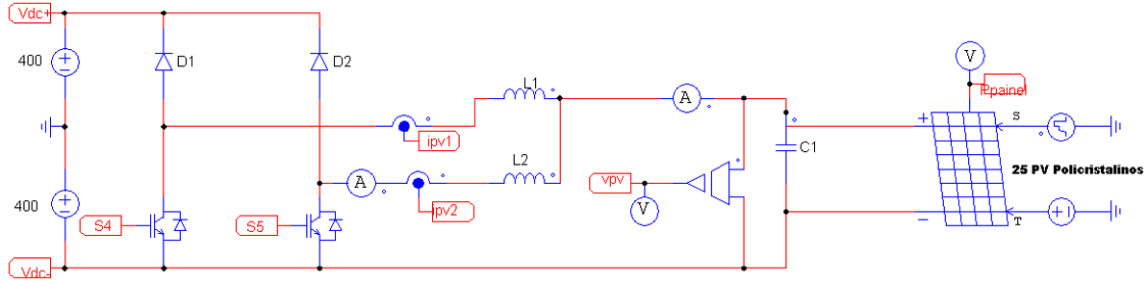 Vdc+
400
D1
D2
L1
A
V
Ppainel
S
+
ipv1
C1
25 PV Policristalinos
L2
vpv
A
400
ipv2
V
S4
S5
−
T
Vdc-